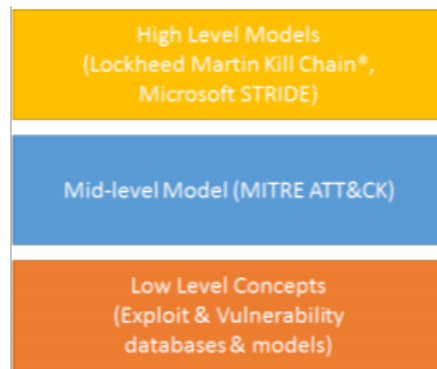 High Level Models
(Lockheed Martin Kill Chain®,
Microsoft STRIDE)
Mid-level Model (MITRE ATT&CK)
Low Level Concepts
(Exploit & Vulnerability
databases & models)